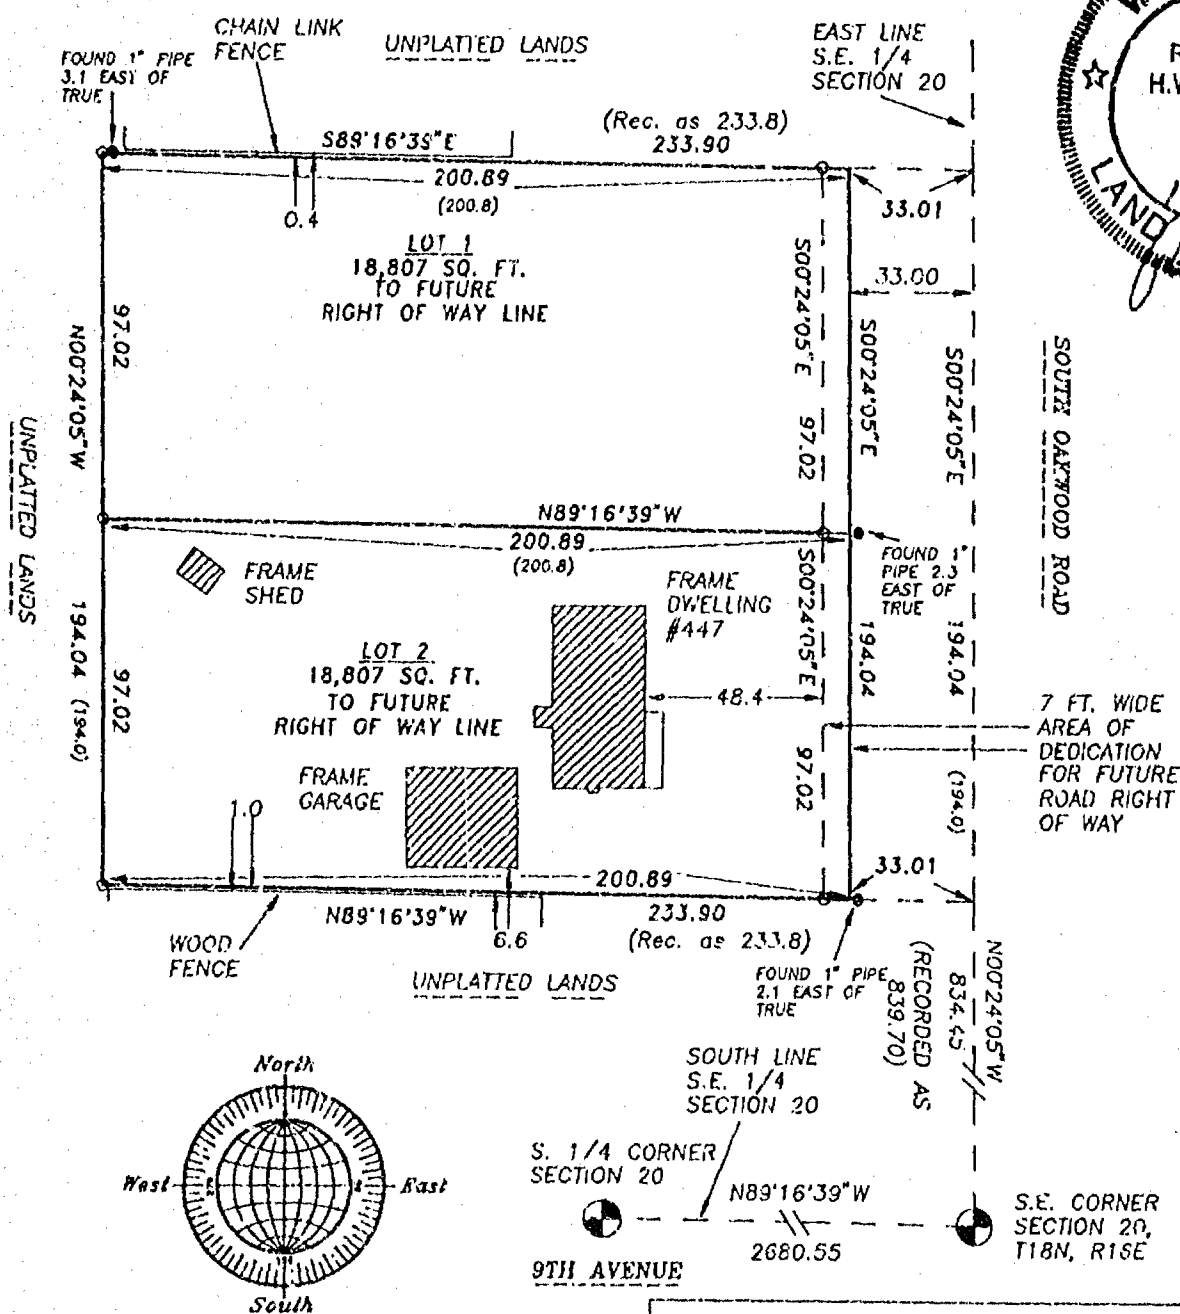 CHAIN LINK
FENCE
UNPLATTED LANDS
EAST LINE
S.E. 1/4
SECTION 20
FOUND 1" PIPE
3.1 EAST OF
TRUE
(Rec. as 233.8)
S89°16'39"E
233.90
200.89
(200.8)
0.4
33.01
LAND
LOT 1
18,807 SQ. FT.
TO FUTURE
RIGHT OF WAY LINE
33.00
97.02
N00°24'05"W
S00°24'05"E
97.02
S00°24'05"E
S00°24'05"E
SOUTH OAKWOOD ROAD
UNPLATTED LANDS
N89°16'39"W
200.89
(200.8)
FOUND 1"
PIPE 2.3
EAST OF
TRUE
FRAME
SHED
FRAME
DWELLING
#447
S00°24'05"E
194.04
194.04
(194.0)
194.04 (194.0)
97.02
LOT 2
18,807 SQ. FT.
TO FUTURE
RIGHT OF WAY LINE
48.4
97.02
7 FT. WIDE
AREA OF
DEDICATION
FOR FUTURE
ROAD RIGHT
OF WAY
FRAME
GARAGE
1.0
200.89
33.01
N89°16'39"W
233.90
6.6
(Rec. as 233.8)
WOOD
FENCE
UNPLATTED LANDS
FOUND 1" PIPE
2.1 EAST OF
TRUE
N00°24'05"W
834.45
(RECORDED AS
839.70)
SOUTH LINE
S.E. 1/4
SECTION 20
North
West
East
South
S. 1/4 CORNER
SECTION 20
N89°16'39"W
2680.55
9TH AVENUE
S.E. CORNER
SECTION 20,
T18N, R16E